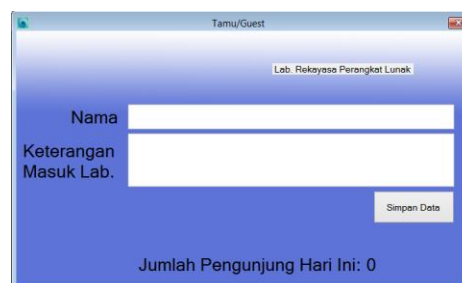 Tamu/Guest
Lab. Rekayasa Perangkat Lunak
Nama
Keterangan
Masuk Lab.
Simpan Data
Jumlah Pengunjung Hari Ini: 0